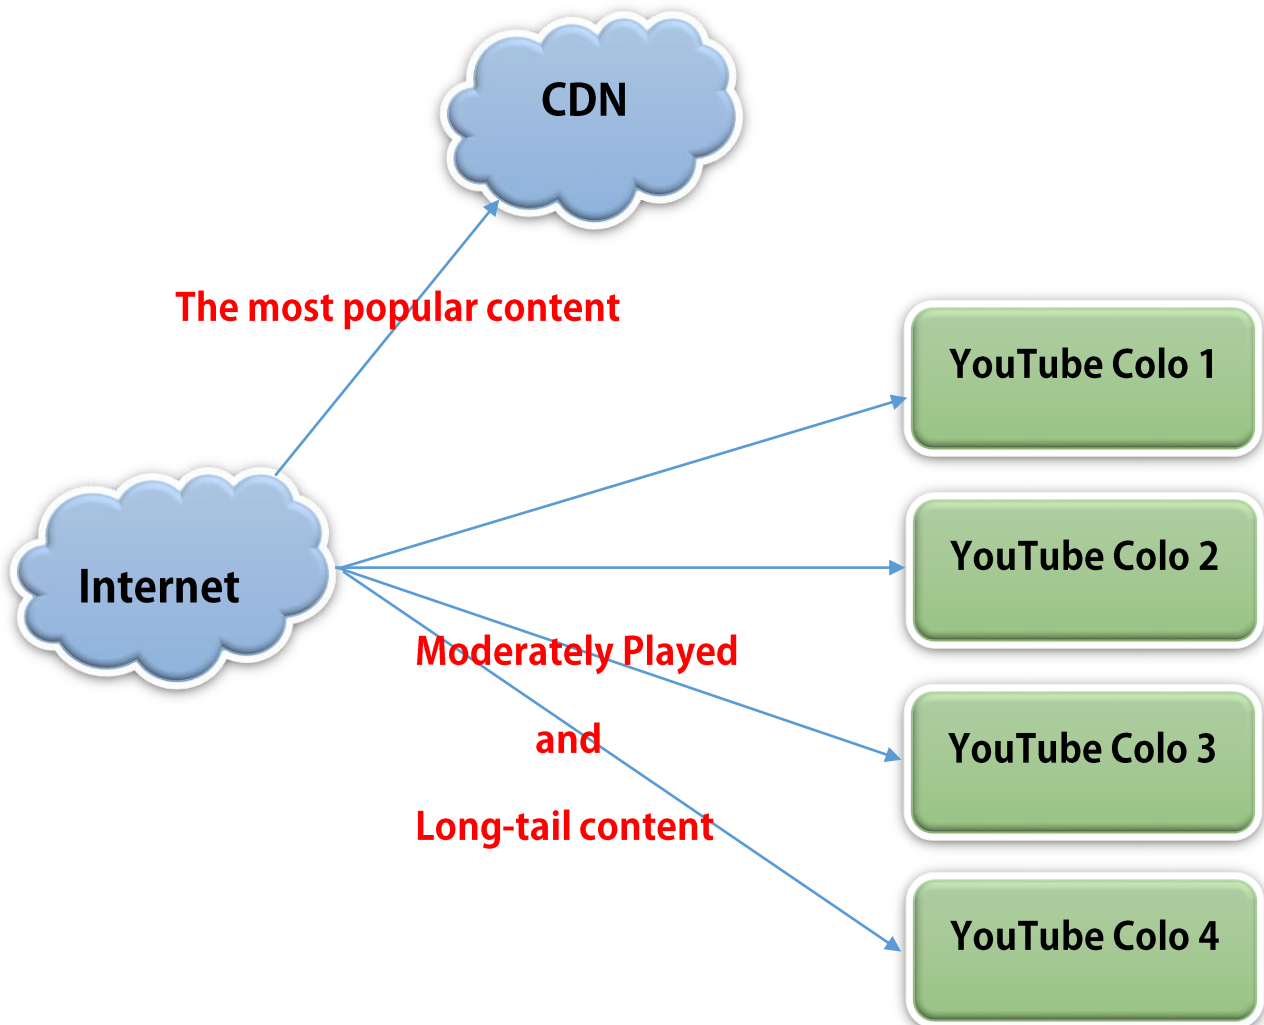 CDN
The most popular content
YouTube Colo 1
Internet
YouTube Colo 2
Moderately Played
and
Long-tail content
YouTube Colo 3
YouTube Colo 4